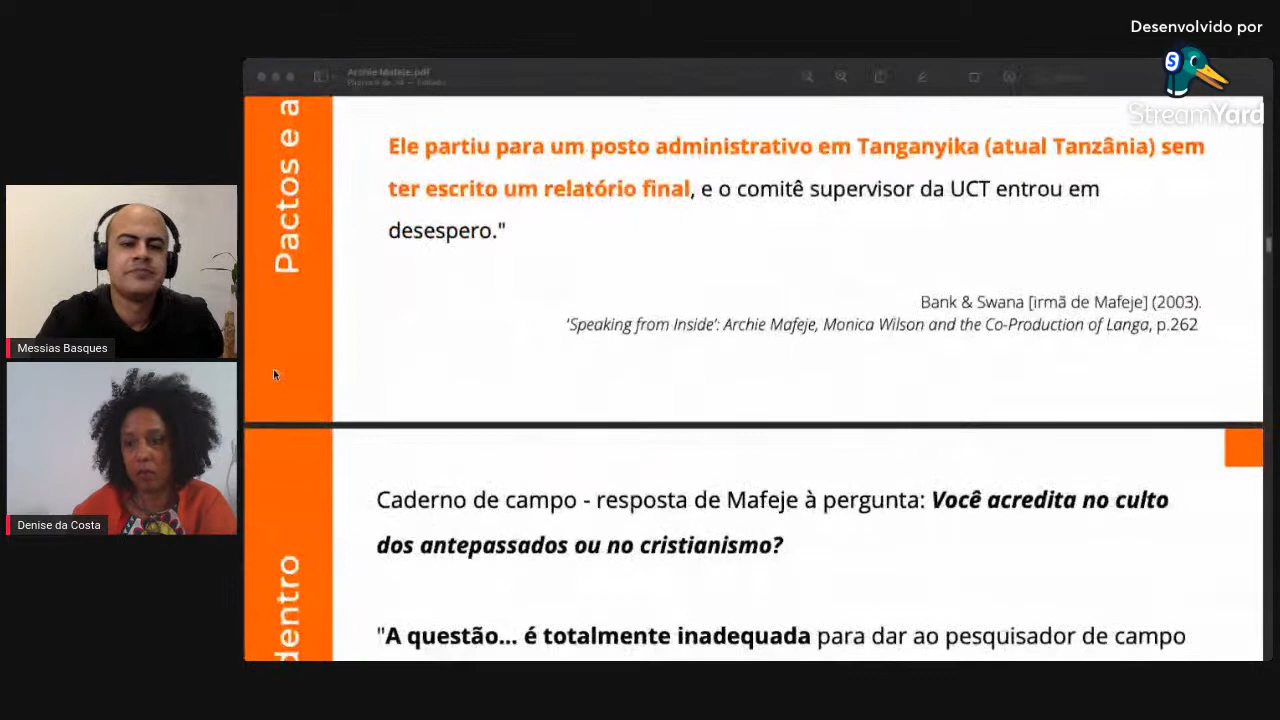 Desenvolvido por
S
StreamYard
Archie Mafeje.pdf
Pactos e a
Ele partiu para um posto administrativo em Tanganyika (atual Tanzânia) sem
ter escrito um relatório final, e o comitê supervisor da UCT entrou em
desespero."
Bank & Swana [irmã de Mafeje] (2003).
'Speaking from Inside': Archie Mafeje, Monica Wilson and the Co-Production of Langa, p.262
Messias Basques
Denise da Costa
dentro
Caderno de campo - resposta de Mafeje à pergunta: Você acredita no culto
dos antepassados ou no cristianismo?
"A questão... é totalmente inadequada para dar ao pesquisador de campo